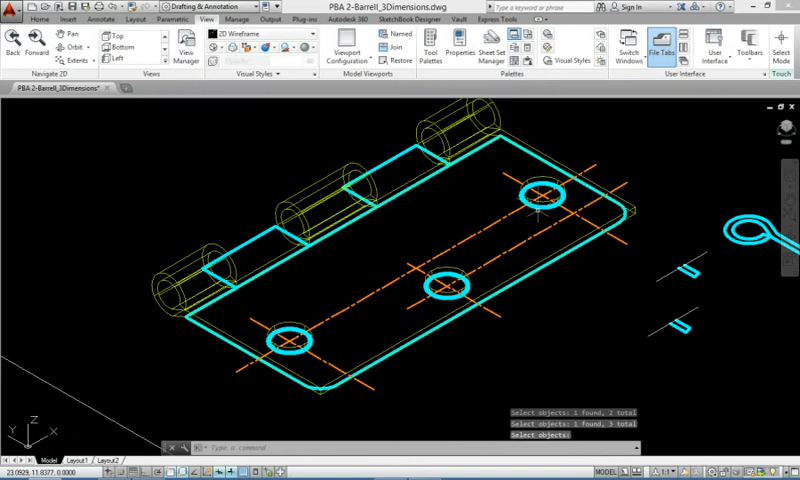 Drafting & Annotation
PBA 2-Barrell_3Dimensions.dwg
Type a keyword or phrase
Sign In
Home
Insert
Annotate
Layout
Parametric
View
Manage
Output
Plug-ins
Autodesk 360
SketchBook Designer
Vault
Express Tools
Back
Forward
Pan
Orbit
Extents
Navigate 2D
Top
Bottom
Left
View
Manager
Views
2D Wireframe
Opacity
60
Visual Styles
Viewport
Configuration
Named
Join
Restore
Model Viewports
Tool
Palettes
Properties
Sheet Set
Manager
Visual Styles
Palettes
Switch
Windows
File Tabs
User
Interface
Toolbars
User Interface
Select
Mode
Touch
PBA 2-Barrell_3Dimensions*
Select objects: 1 found, 2 total
Select objects: 1 found, 3 total
Select objects:
Type a command
Z
Y
X
Model
Layout1
Layout2
23.0929, 11.8377, 0.0000
MODEL
1:1